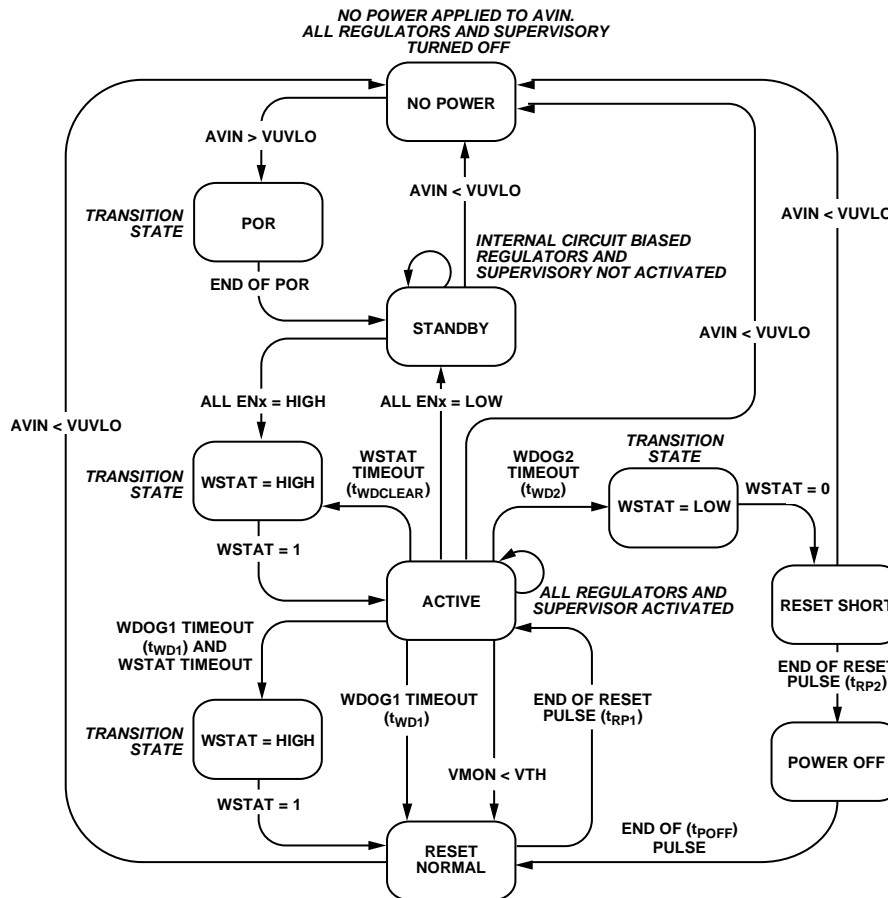 NO POWER APPLIED TO AVIN.
ALL REGULATORS AND SUPERVISORY
TURNED OFF
NO POWER
AVIN > VUVLO
AVIN < VUVLO
AVIN < VUVLO
TRANSITION
STATE
POR
INTERNAL CIRCUIT BIASED
REGULATORS AND
SUPERVISORY NOT ACTIVATED
END OF POR
STANDBY
AVIN < VUVLO
ALL ENx = HIGH
ALL ENx = LOW
AVIN < VUVLO
TRANSITION
STATE
WSTAT = HIGH
WSTAT
TIMEOUT
(tWDCLEAR)
WDOG2
TIMEOUT
(tWD2)
TRANSITION
STATE
WSTAT = LOW
WSTAT = 0
WSTAT = 1
ACTIVE
ALL REGULATORS AND
SUPERVISOR ACTIVATED
RESET SHORT
WDOG1 TIMEOUT
(tWD1) AND
WSTAT TIMEOUT
WDOG1 TIMEOUT
(tWD1)
END OF RESET
PULSE (tRP1)
END OF RESET
PULSE (tRP2)
TRANSITION
STATE
WSTAT = HIGH
POWER OFF
VMON < VTH
WSTAT = 1
END OF (tPOFF)
PULSE
RESET
NORMAL